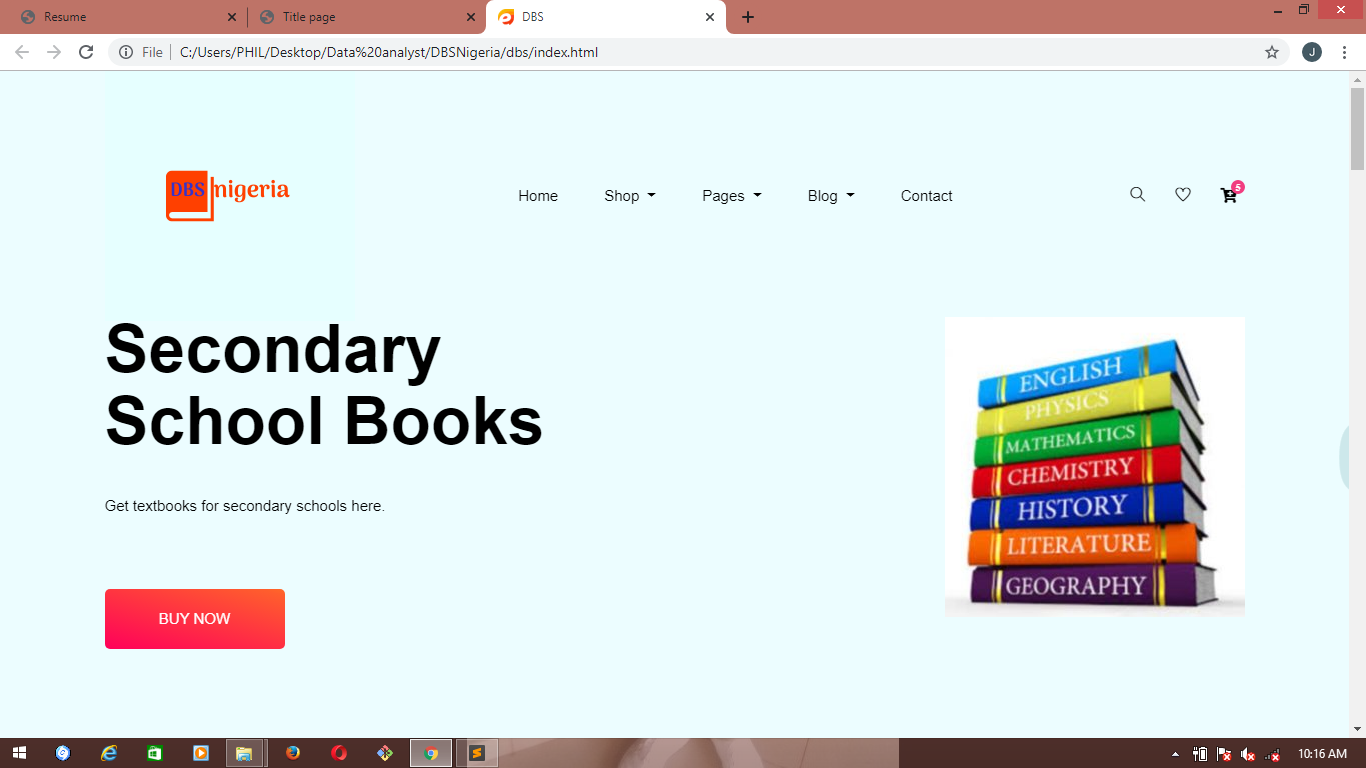 Resume
Title page
DBS
File
C:/Users/PHIL/Desktop/Data%20analyst/DBSNigeria/dbs/index.html
J
DBS nigeria
Home
Shop
Pages
Blog
Contact
5
Secondary
School Books
Get textbooks for secondary schools here.
BUY NOW
ENGLISH
PHYSICS
MATHEMATICS
CHEMISTRY
HISTORY
LITERATURE
GEOGRAPHY
10:16 AM